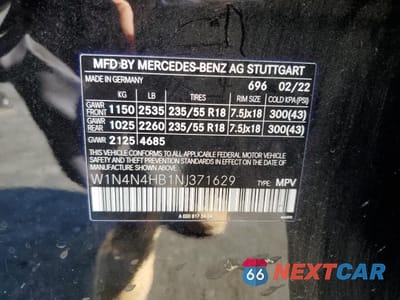 MFD:BY MERCEDES-BENZ AG STUTTGART
MADE IN GERMANY 696 02/22
KG LB TIRES RIM SIZE COLD KPA(PSI)
GAWR FRONT 1150 2535 235/55 R18 7.5Jx18 300(43)
GAWR REAR 1025 2260 235/55 R18 7.5Jx18 300(43)
GVWR 2125 4685
THIS VEHICLE CONFORMS TO ALL APPLICABLE FEDERAL
MOTOR VEHICLE SAFETY, BUMPER, AND THEFT PREVENTION
STANDARDS IN EFFECT ON THE DATE OF MANUFACTURE SHOWN ABOVE.
W1N4N4HB1NJ371629 TYPE: MPV
66 NEXTCAR